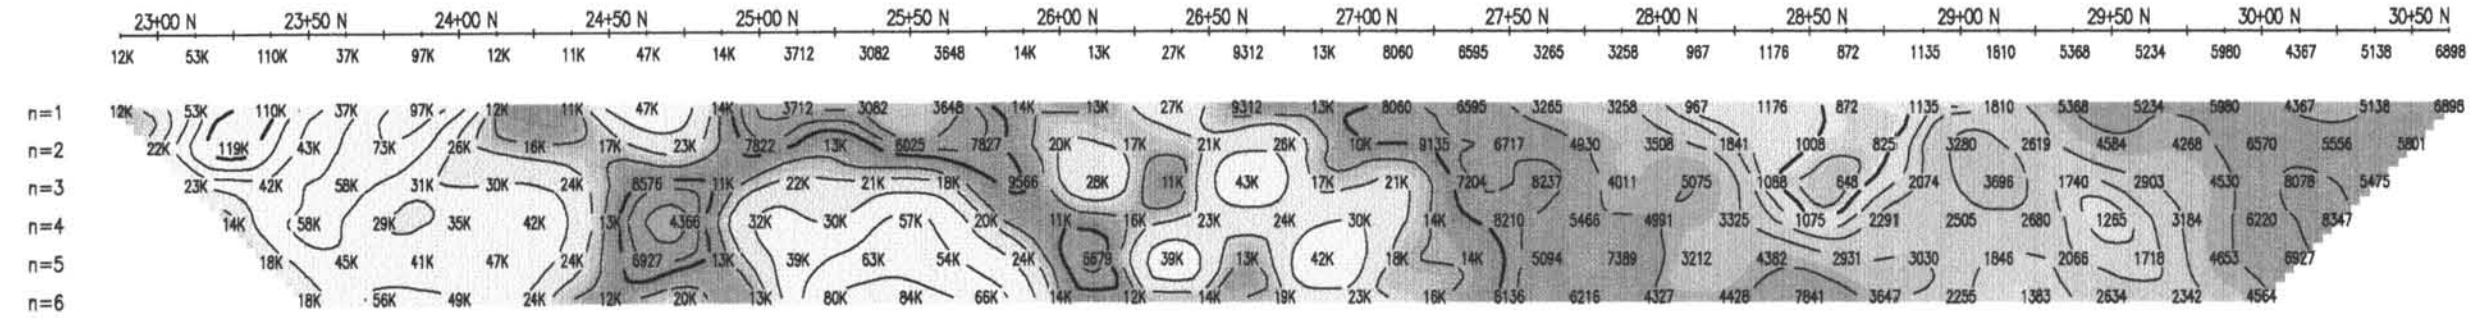 23+00 N 23+50 N 24+00 N 24+50 N 25+00 N 25+50 N 26+00 N 26+50 N 27+00 N 27+50 N 28+00 N 28+50 N 29+00 N 29+50 N 30+00 N 30+50 N
12K 53K 110K 37K 97K 12K 11K 47K 14K 3712 3082 3648 14K 13K 27K 9312 13K 8060 6595 3265 3258 967 1176 872 1135 1810 5368 5234 5980 4367 5138 6898
n=1 12K 53K 110K 37K 97K 12K 11K 47K 14K 3712 3082 3648 14K 13K 27K 9312 13K 8060 6595 3265 3258 967 1176 872 1135 1810 5368 5234 5980 4367 5138 6898
n=2 22K 119K 43K 73K 26K 16K 17K 23K 7822 13K 6025 7827 20K 17K 21K 26K 10K 9135 6717 4930 3508 1841 1008 825 3280 2619 4584 4268 6570 5556 5801
n=3 23K 42K 58K 31K 30K 24K 8576 11K 22K 21K 18K 9566 28K 11K 43K 17K 21K 7204 8237 4011 5075 1088 648 2074 3696 1740 2903 4530 8078 5475
n=4 14K 58K 29K 35K 42K 13K 4366 32K 30K 57K 20K 11K 16K 23K 24K 30K 14K 8210 5466 4991 3325 1075 2291 2505 2680 1265 3184 6220 8347
n=5 18K 45K 41K 47K 24K 6927 13K 39K 63K 54K 24K 5679 39K 13K 42K 18K 14K 5094 7389 3212 4382 2931 3030 1846 2066 1718 4653 6927
n=6 18K 56K 49K 24K 12K 20K 13K 80K 84K 66K 14K 12K 14K 19K 23K 16K 8136 6216 4327 4428 7841 3647 2255 1383 2634 2342 4564